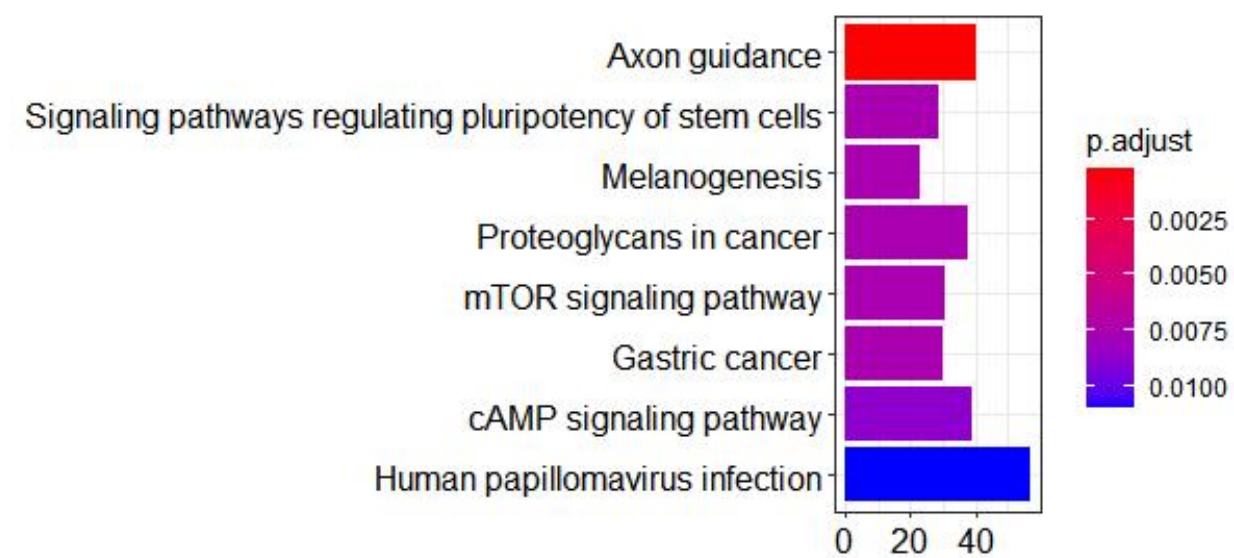 Axon guidance
Signaling pathways regulating pluripotency of stem cells
Melanogenesis
Proteoglycans in cancer
mTOR signaling pathway
Gastric cancer
cAMP signaling pathway
Human papillomavirus infection
0 20 40
p.adjust
0.0025
0.0050
0.0075
0.0100